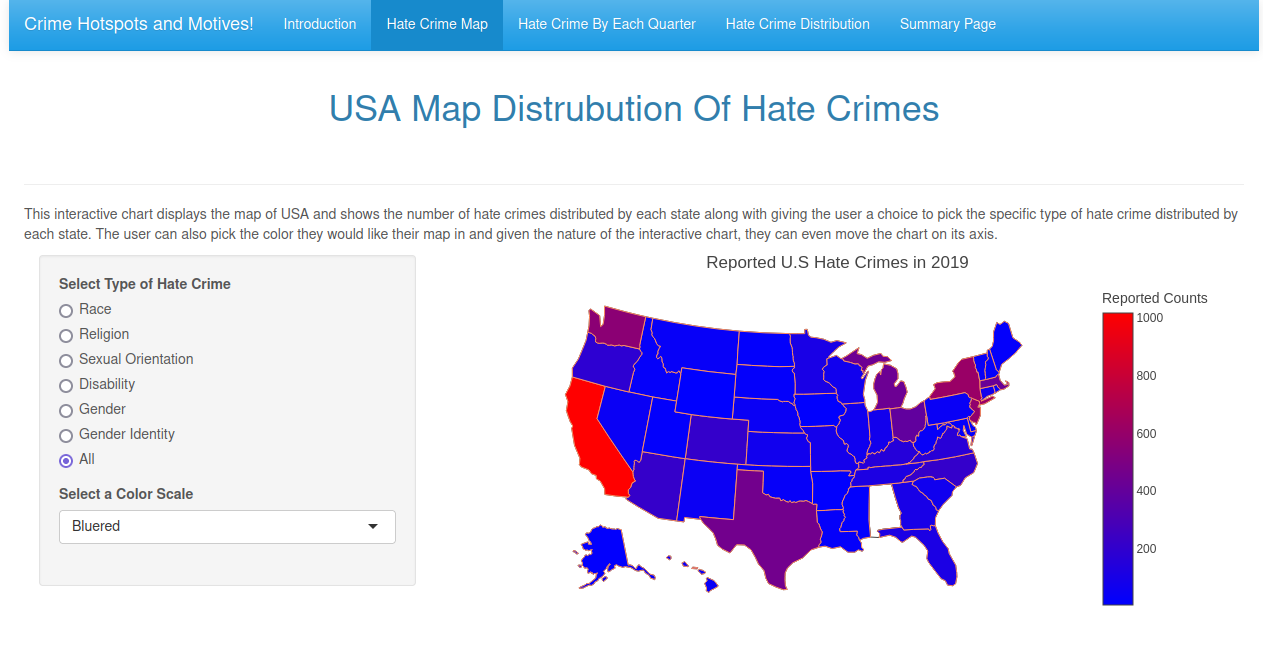 Crime Hotspots and Motives! Introduction Hate Crime Map Hate Crime By Each Quarter Hate Crime Distribution Summary Page
USA Map Distrubution Of Hate Crimes
This interactive chart displays the map of USA and shows the number of hate crimes distributed by each state along with giving the user a choice to pick the specific type of hate crime distributed by
each state. The user can also pick the color they would like their map in and given the nature of the interactive chart, they can even move the chart on its axis.
Select Type of Hate Crime
Race
Religion
Sexual Orientation
Disability
Gender
Gender Identity
All
Select a Color Scale
Bluered
Reported U.S Hate Crimes in 2019
Reported Counts
1000
800
600
400
200